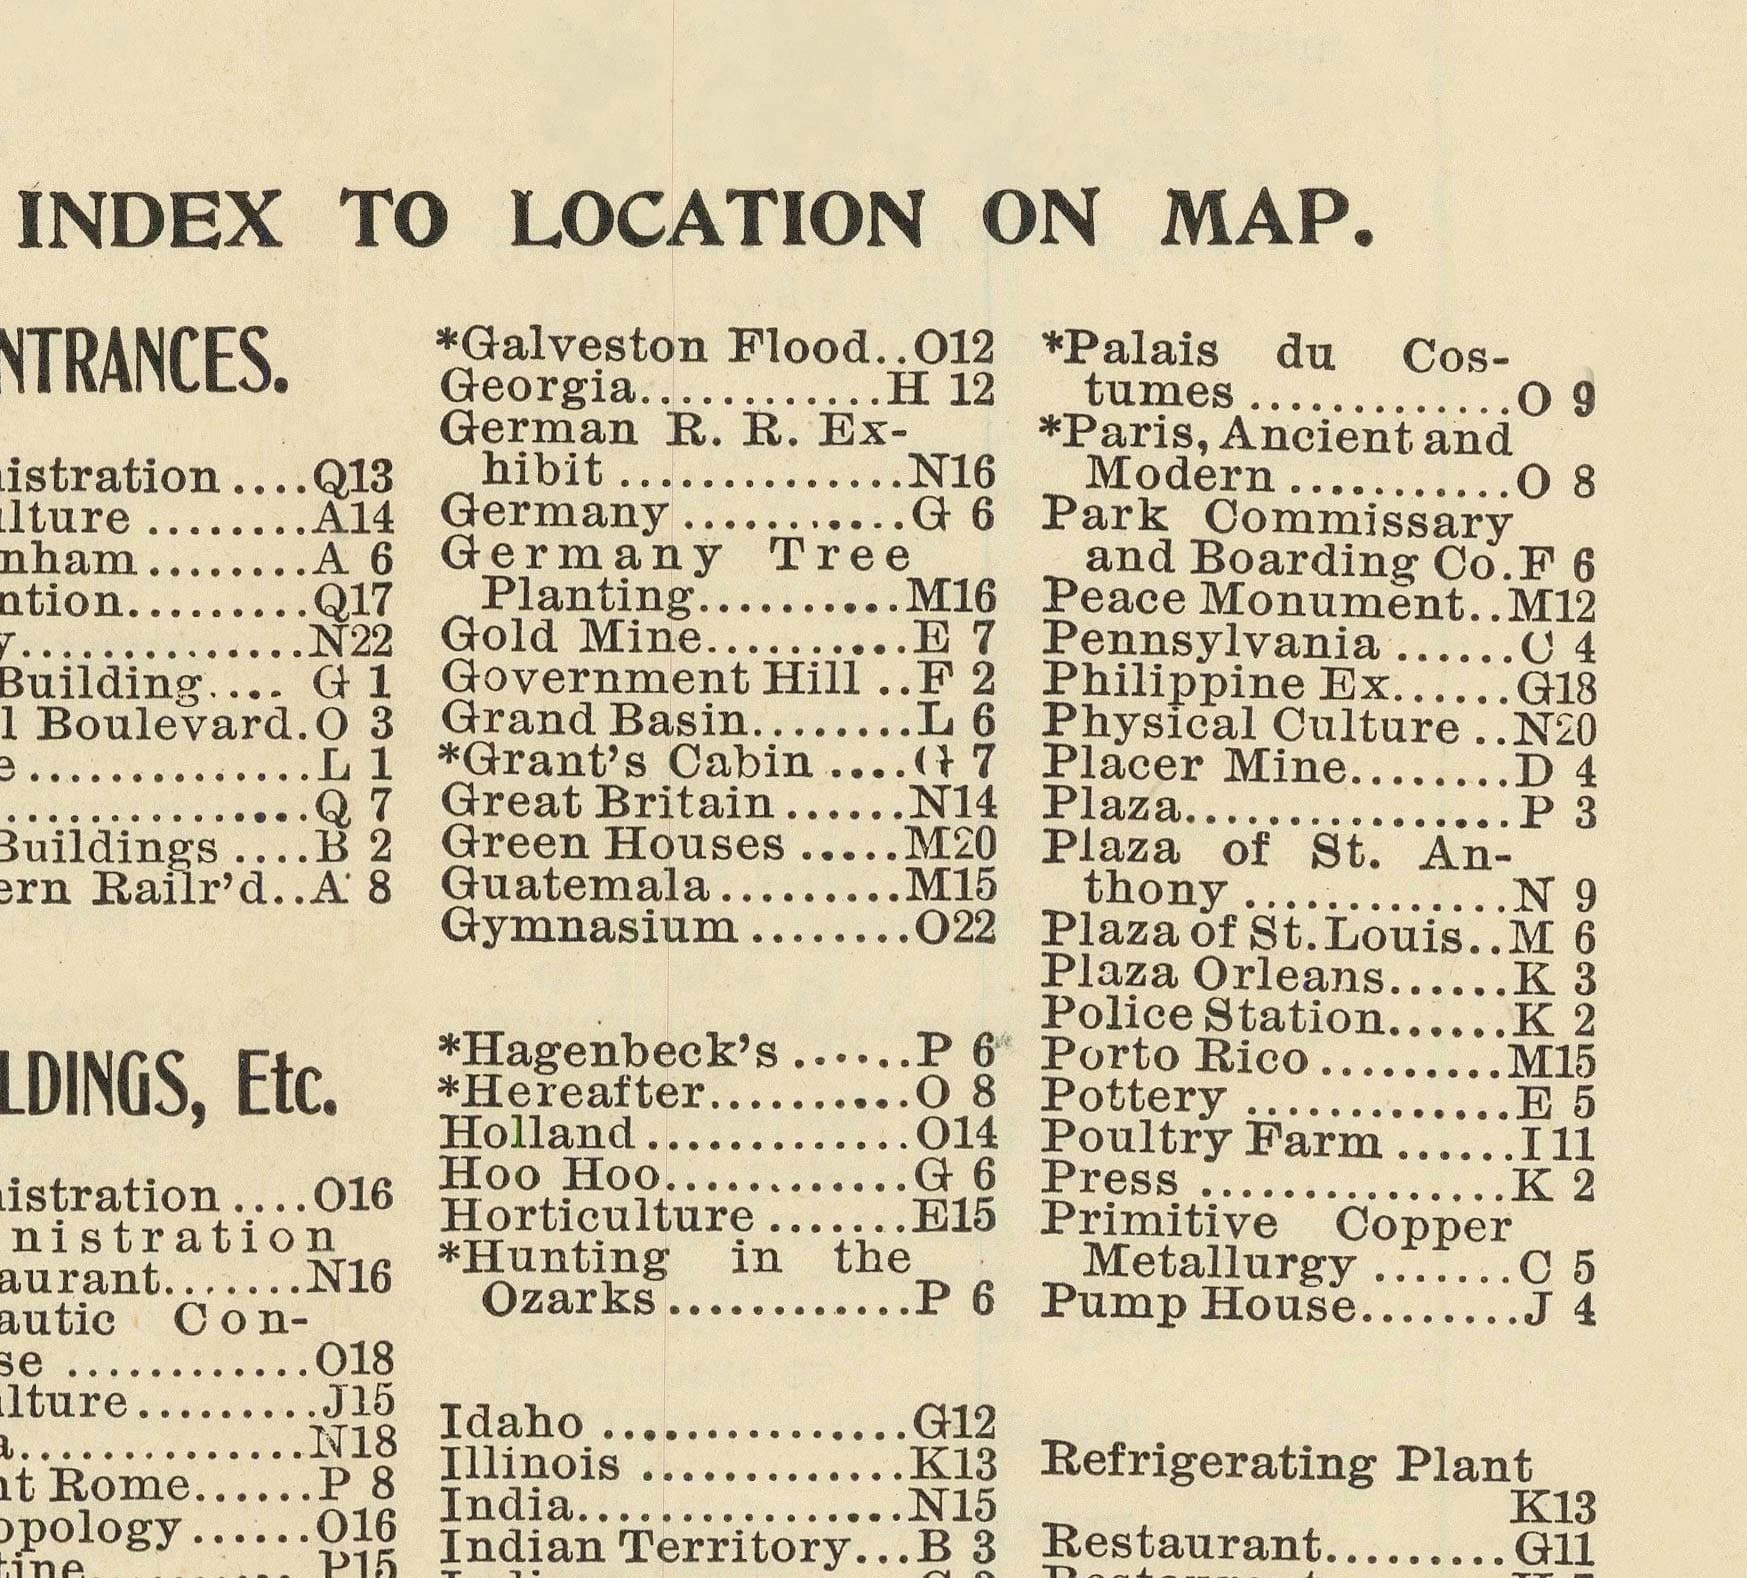 INDEX TO LOCATION ON MAP.
NTRANCES.
istration....Q13
lture ........A14
nham........A 6
ntion.........Q17
y...............N22
Building.... G 1
l Boulevard.O 3
e...............L 1
................Q 7
Buildings ....B 2
ern Railr'd..A 8
LDINGS, Etc.
istration....O16
nistration
aurant.......N16
autic Con-
se ............O18
lture.........J15
a...............N18
nt Rome......P 8
opology......O16
tine.......... P15
*Galveston Flood..O12
Georgia............H 12
German R. R. Ex-
hibit ...............N16
Germany ...........G 6
Germany Tree
Planting..........M16
Gold Mine..........E 7
Government Hill ..F 2
Grand Basin........L 6
*Grant's Cabin ....G 7
Great Britain......N14
Green Houses .....M20
Guatemala.........M15
Gymnasium ........O22
*Hagenbeck's ......P 6
*Hereafter..........O 8
Holland.............O14
Hoo Hoo............G 6
Horticulture .......E15
*Hunting in the
Ozarks............P 6
Idaho ...............G12
Illinois .............K13
India................N15
Indian Territory...B 3
*Palais du Cos-
tumes .............O 9
*Paris, Ancient and
Modern ...........O 8
Park Commissary
and Boarding Co.F 6
Peace Monument..M12
Pennsylvania ......C 4
Philippine Ex......G18
Physical Culture ..N20
Placer Mine........D 4
Plaza................P 3
Plaza of St. An-
thony .............N 9
Plaza of St. Louis..M 6
Plaza Orleans......K 3
Police Station......K 2
Porto Rico .........M15
Pottery .............E 5
Poultry Farm ......I 11
Press ...............K 2
Primitive Copper
Metallurgy .......C 5
Pump House........J 4
Refrigerating Plant
K13
Restaurant.........G11